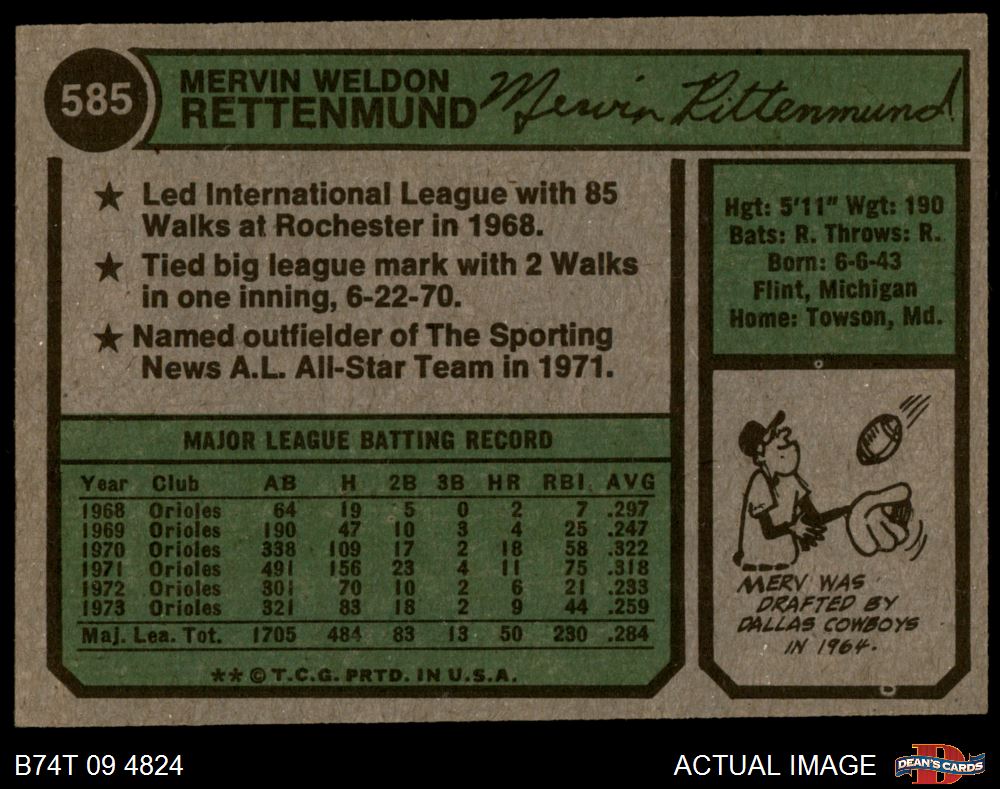 585
MERVIN WELDON
RETTENMUND
Mervin Rettenmund
★ Led International League with 85
Walks at Rochester in 1968.
★ Tied big league mark with 2 Walks
in one inning, 6-22-70.
★ Named outfielder of The Sporting
News A.L. All-Star Team in 1971.
Hgt: 5'11" Wgt: 190
Bats: R. Throws: R.
Born: 6-6-43
Flint, Michigan
Home: Towson, Md.
MAJOR LEAGUE BATTING RECORD
Year Club AB H 2B 3B HR RBI. AVG
1968 Orioles 64 19 5 0 2 7 .297
1969 Orioles 190 47 10 3 4 25 .247
1970 Orioles 338 109 17 2 18 58 .322
1971 Orioles 491 156 23 4 11 75 .318
1972 Orioles 301 70 10 2 6 21 .233
1973 Orioles 321 83 18 2 9 44 .259
Maj. Lea. Tot. 1705 484 83 13 50 230 .284
** © T.C.G. PRTD. IN U.S.A.
MERV WAS
DRAFTED BY
DALLAS COWBOYS
IN 1964.
B74T 09 4824
ACTUAL IMAGE
D
DEAN'S CARDS